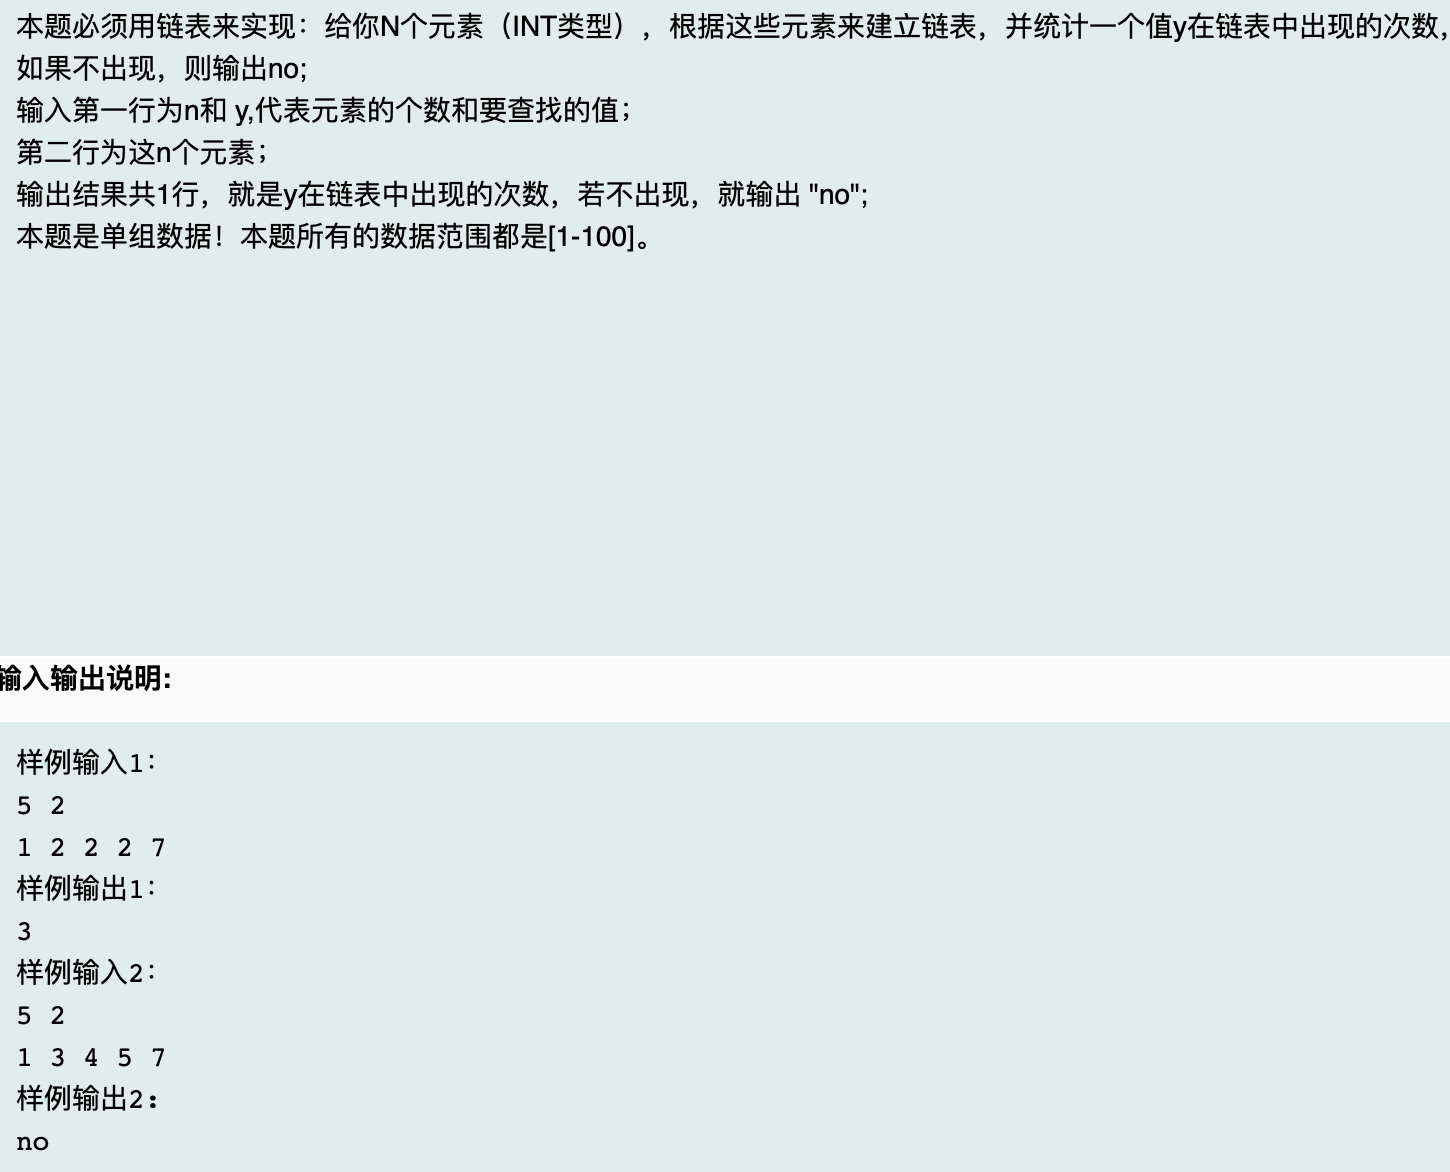 本题必须用链表来实现：给你N个元素（INT类型），根据这些元素来建立链表，并统计一个值y在链表中出现的次数，
如果不出现，则输出no;
输入第一行为n和 y,代表元素的个数和要查找的值；
第二行为这n个元素；
输出结果共1行，就是y在链表中出现的次数，若不出现，就输出 "no";
本题是单组数据！本题所有的数据范围都是[1-100]。
输入输出说明:
样例输入1:
5 2
1 2 2 2 7
样例输出1:
3
样例输入2:
5 2
1 3 4 5 7
样例输出2：
no